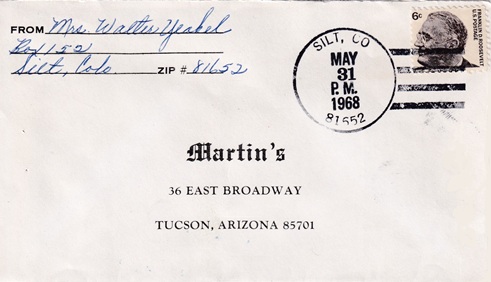 FROM Mrs. Walter Yeakel
Box 1152
Silt, Colo. ZIP # 81652
SILT, CO
MAY
31
P.M.
1968
81652
6c
FRANKLIN D. ROOSEVELT
U.S. POSTAGE
Martin's
36 EAST BROADWAY
TUCSON, ARIZONA 85701